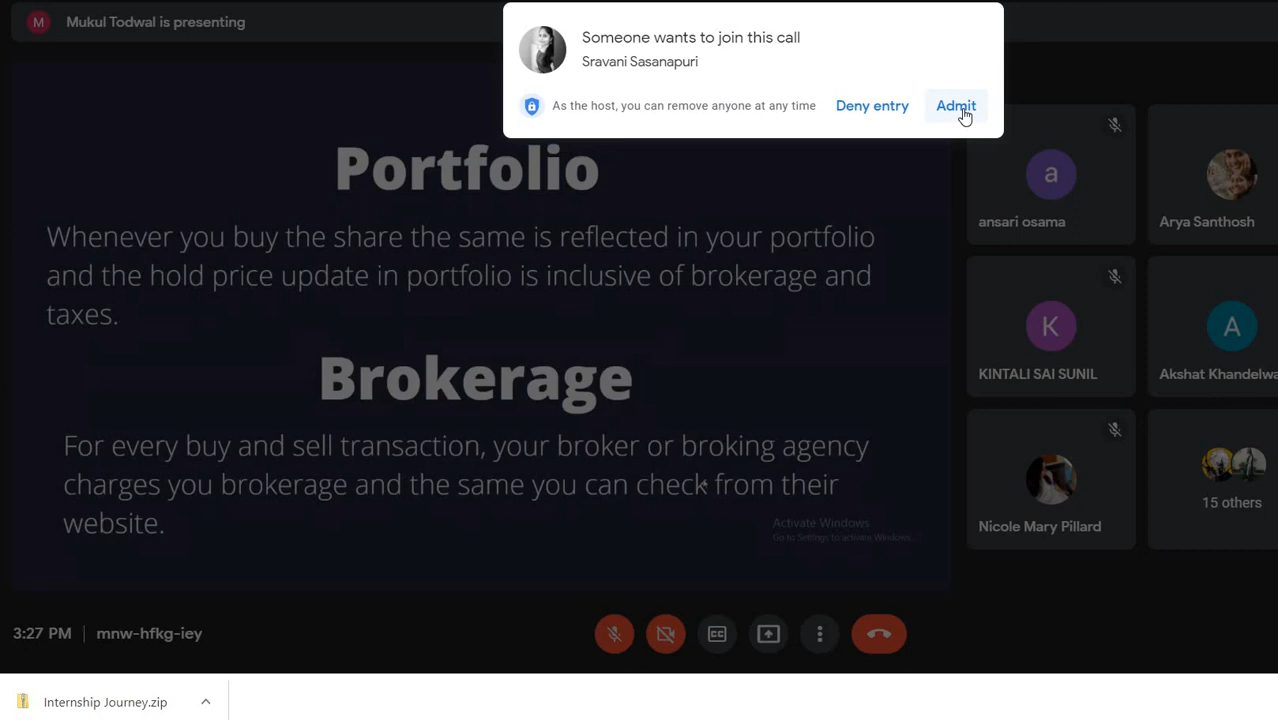 M Mukul Todwal is presenting
Someone wants to join this call
Sravani Sasanapuri
As the host, you can remove anyone at any time Deny entry Admit
Portfolio
Whenever you buy the share the same is reflected in your portfolio
and the hold price update in portfolio is inclusive of brokerage and
taxes.
Brokerage
For every buy and sell transaction, your broker or broking agency
charges you brokerage and the same you can check from their
website.
Activate Windows
Go to Settings to activate Windows.
a
ansari osama
Arya Santhosh
K
KINTALI SAI SUNIL
A
Akshat Khandelwa
Nicole Mary Pillard
15 others
3:27 PM | mnw-hfkg-iey
CC
Internship Journey.zip